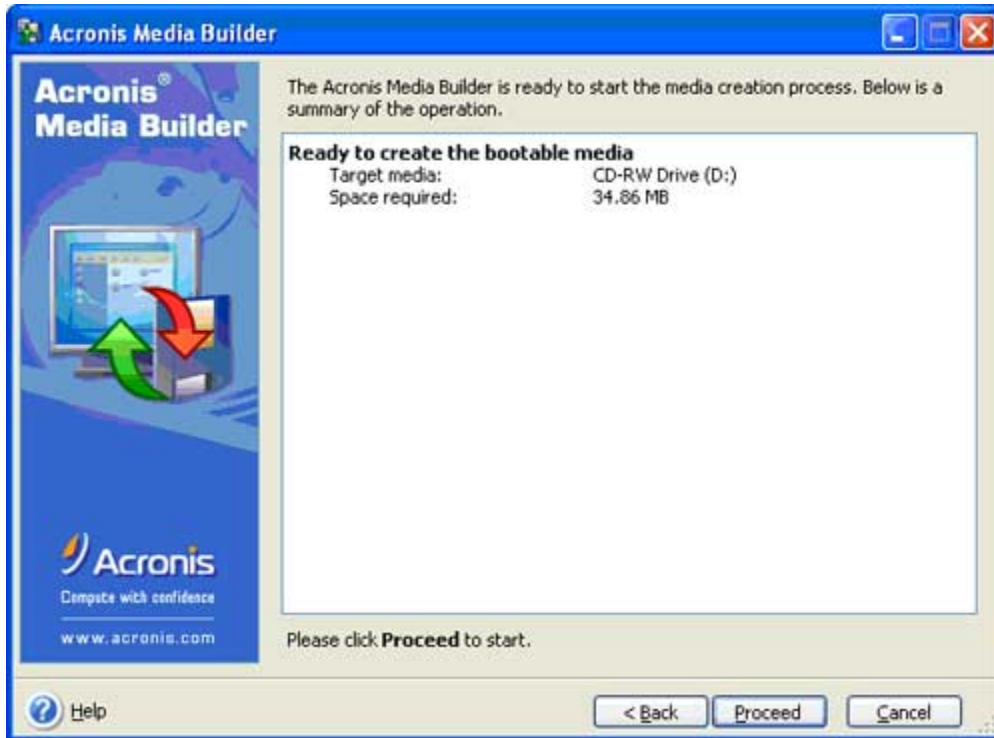 Acronis Media Builder
Acronis®
Media Builder
The Acronis Media Builder is ready to start the media creation process. Below is a
summary of the operation.
Ready to create the bootable media
Target media: CD-RW Drive (D:)
Space required: 34.86 MB
Acronis
Compute with confidence
www.acronis.com
Please click Proceed to start.
Help
< Back
Proceed
Cancel